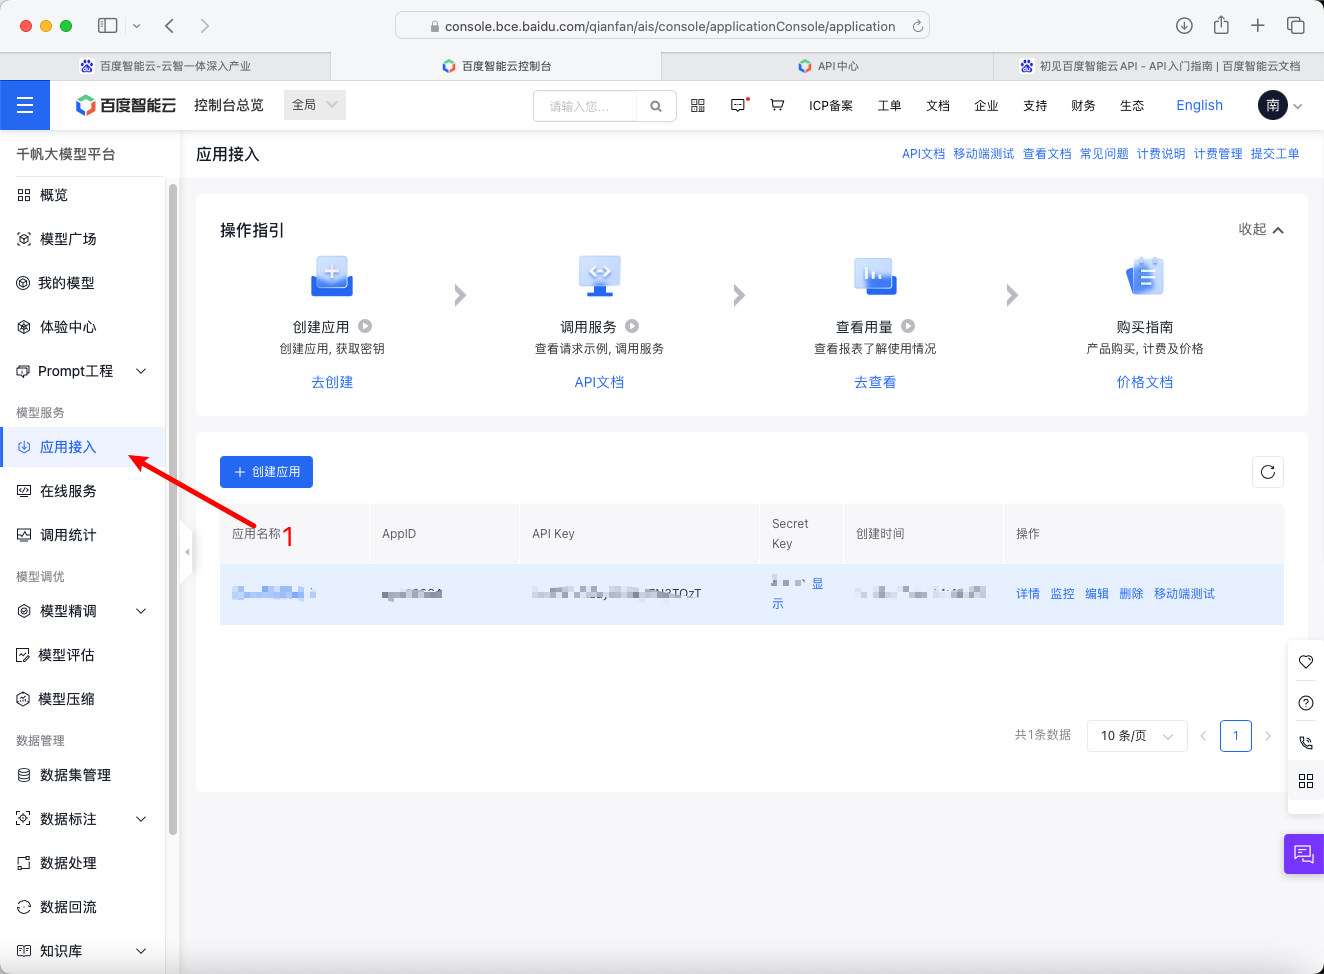 console.bce.baidu.com/qianfan/ais/console/applicationConsole/application
百度智能云-云智一体深入产业
百度智能云控制台
API中心
初见百度智能云API - API入门指南 | 百度智能云文档
百度智能云
控制台总览
全局
请输入您...
ICP备案
工单
文档
企业
支持
财务
生态
English
南
千帆大模型平台
概览
模型广场
我的模型
体验中心
Prompt工程
模型服务
应用接入
在线服务
调用统计
模型调优
模型精调
模型评估
模型压缩
数据管理
数据集管理
数据标注
数据处理
数据回流
知识库
应用接入
API文档 移动端测试 查看文档 常见问题 计费说明 计费管理 提交工单
操作指引
收起
创建应用
创建应用, 获取密钥
去创建
调用服务
查看请求示例, 调用服务
API文档
查看用量
查看报表了解使用情况
去查看
购买指南
产品购买, 计费及价格
价格文档
创建应用
应用名称
1
AppID
API Key
Secret
Key
创建时间
操作
显
示
详情 监控 编辑 删除 移动端测试
共1条数据
10 条/页
1